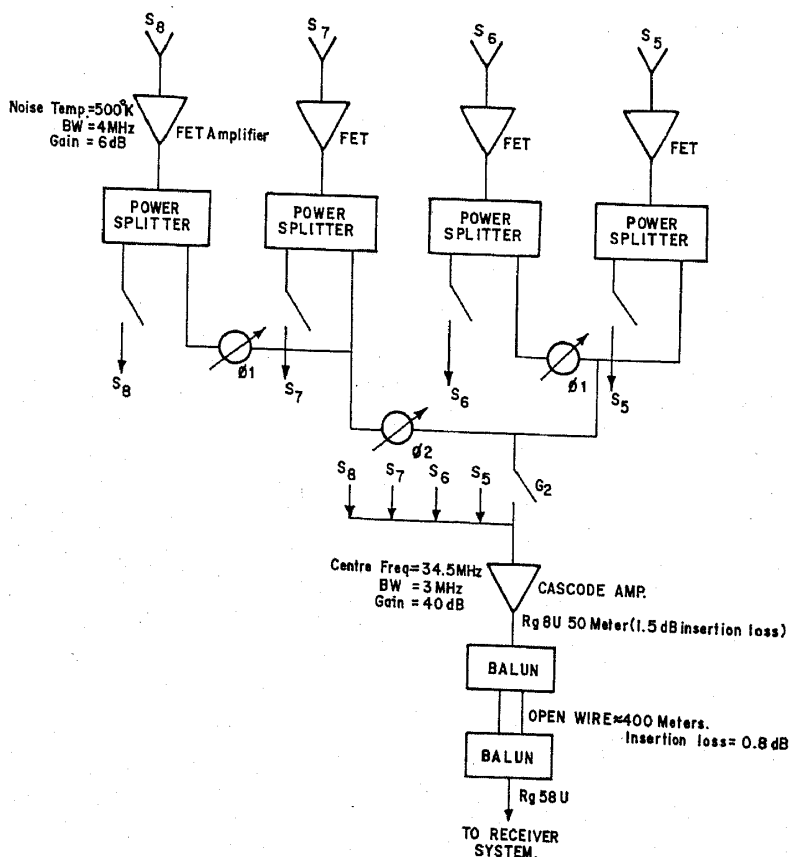 S8
S7
S6
S5
Noise Temp.=500°K
BW = 4MHz
Gain = 6dB
FET Amplifier
FET
FET
FET
POWER
SPLITTER
POWER
SPLITTER
POWER
SPLITTER
POWER
SPLITTER
S8
ø1
S7
S6
ø1
S5
ø2
S8
S7
S6
S5
G2
Centre Freq=34.5MHz
BW = 3MHz
Gain = 40dB
CASCODE AMP.
Rg 8U 50 Meter(1.5 dB insertion loss)
BALUN
OPEN WIRE≈400 Meters.
Insertion loss= 0.8 dB
BALUN
Rg 58U
TO RECEIVER
SYSTEM.